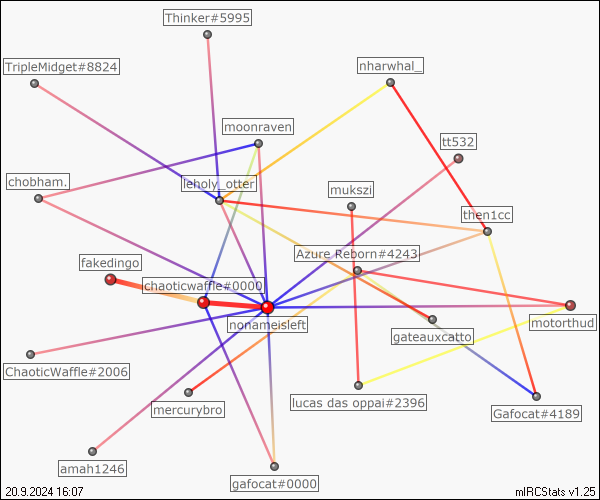 Thinker#5995
TripleMidget#8824
nharwhal_
moonraven
tt532
chobham.
leholy_otter
mukszi
then1cc
Azure Reborn#4243
fakedingo
chaoticwaffle#0000
nonameisleft
motorthud
gateauxcatto
ChaoticWaffle#2006
mercurybro
lucas das oppai#2396
Gafocat#4189
amah1246
gafocat#0000
20.9.2024 16:07
mIRCStats v1.25